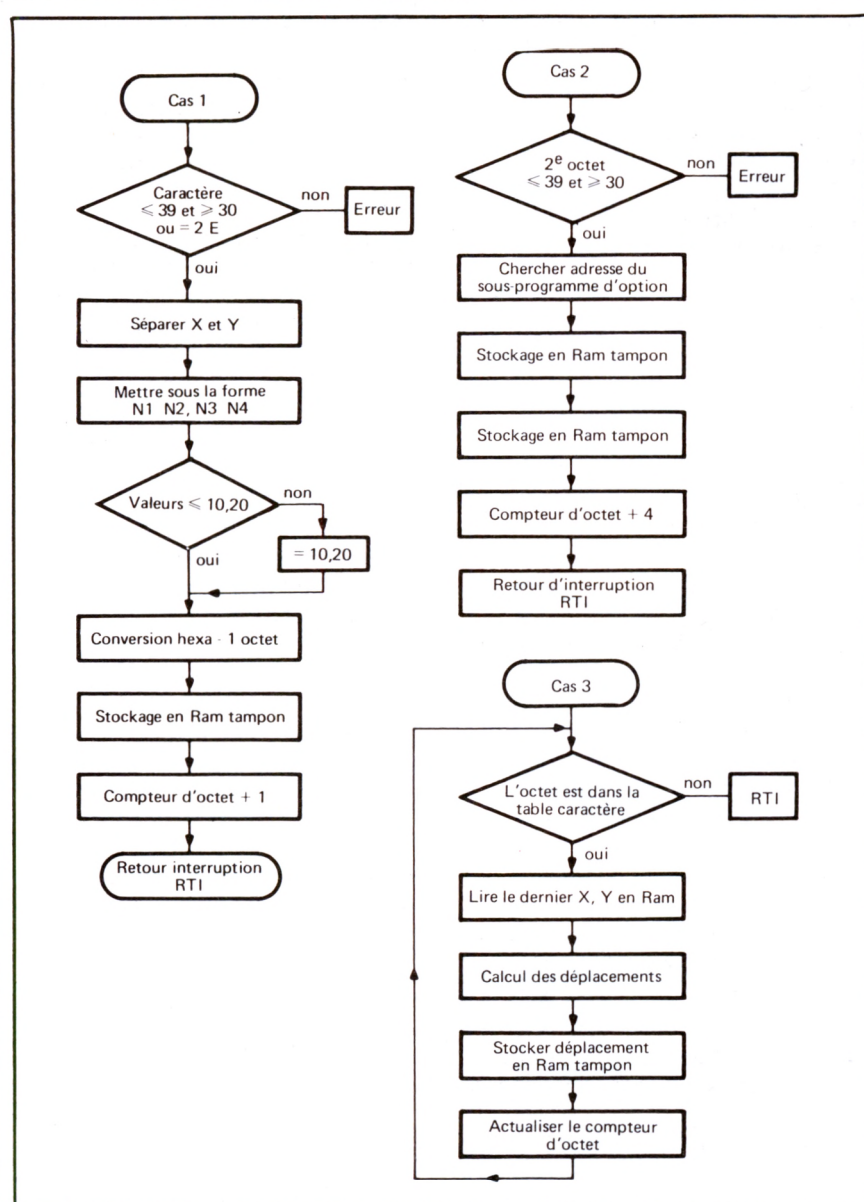 Cas 1
Caractère
⩽ 39 et ⩾ 30
ou = 2 E
non
Erreur
oui
Séparer X et Y
Mettre sous la forme
N1 N2, N3 N4
Valeurs ⩽ 10,20
non
= 10,20
oui
Conversion hexa - 1 octet
Stockage en Ram tampon
Compteur d'octet + 1
Retour interruption
RTI
Cas 2
2e octet
⩽ 39 et ⩾ 30
non
Erreur
oui
Chercher adresse du
sous-programme d'option
Stockage en Ram tampon
Stockage en Ram tampon
Compteur d'octet + 4
Retour d'interruption
RTI
Cas 3
L'octet est dans la
table caractère
non
RTI
oui
Lire le dernier X, Y en Ram
Calcul des déplacements
Stocker déplacement
en Ram tampon
Actualiser le compteur
d'octet